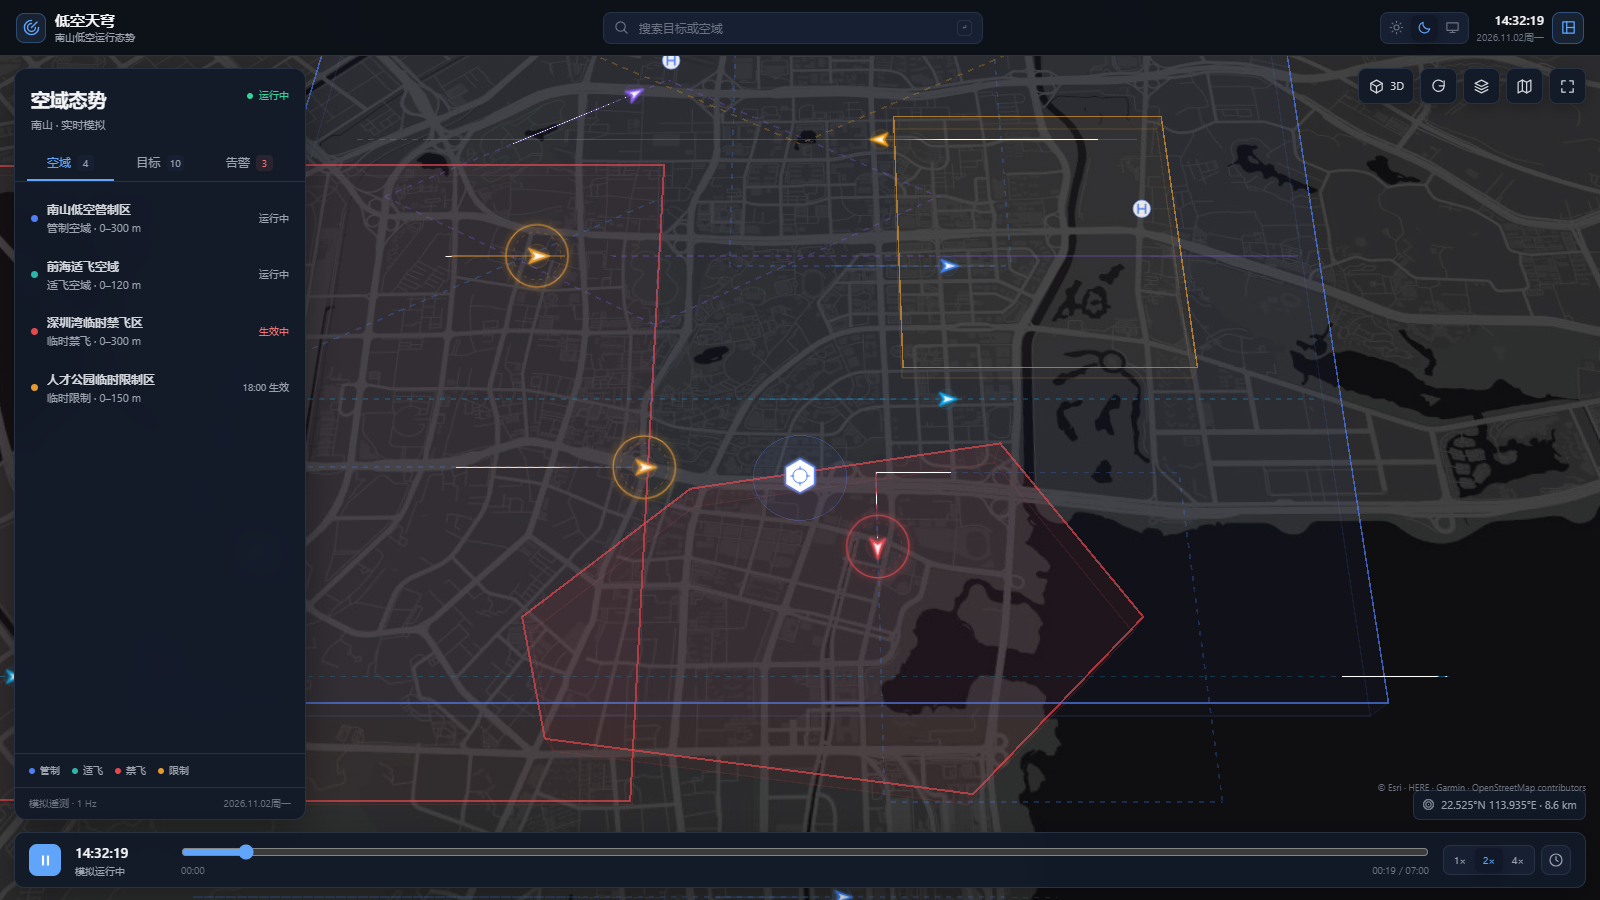 低空天穹
南山低空运行态势
搜索目标或空域
14:32:19
2026.11.02周一
空域态势
运行中
南山 · 实时模拟
空域 4
目标 10
告警 3
南山低空管制区
管制空域 · 0–300 m
运行中
前海适飞空域
适飞空域 · 0–120 m
运行中
深圳湾临时禁飞区
临时禁飞 · 0–300 m
生效中
人才公园临时限制区
临时限制 · 0–150 m
18:00 生效
管制 适飞 禁飞 限制
模拟遥测 · 1 Hz
2026.11.02周一
H
H
3D
© Esri · HERE · Garmin · OpenStreetMap contributors
22.525°N 113.935°E · 8.6 km
14:32:19
模拟运行中
00:00
00:19 / 07:00
1×
2×
4×